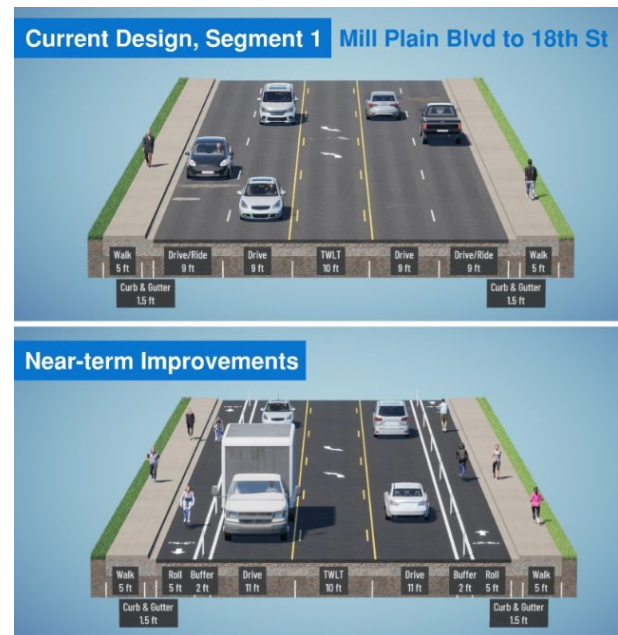 Current Design, Segment 1 Mill Plain Blvd to 18th St
Walk Drive/Ride Drive TWLT Drive Drive/Ride Walk
5 ft 9 ft 9 ft 10 ft 9 ft 9 ft 5 ft
Curb & Gutter Curb & Gutter
1.5 ft 1.5 ft
Near-term Improvements
Walk Roll Buffer Drive TWLT Drive Buffer Roll Walk
5 ft 5 ft 2 ft 11 ft 10 ft 11 ft 2 ft 5 ft 5 ft
Curb & Gutter Curb & Gutter
1.5 ft 1.5 ft